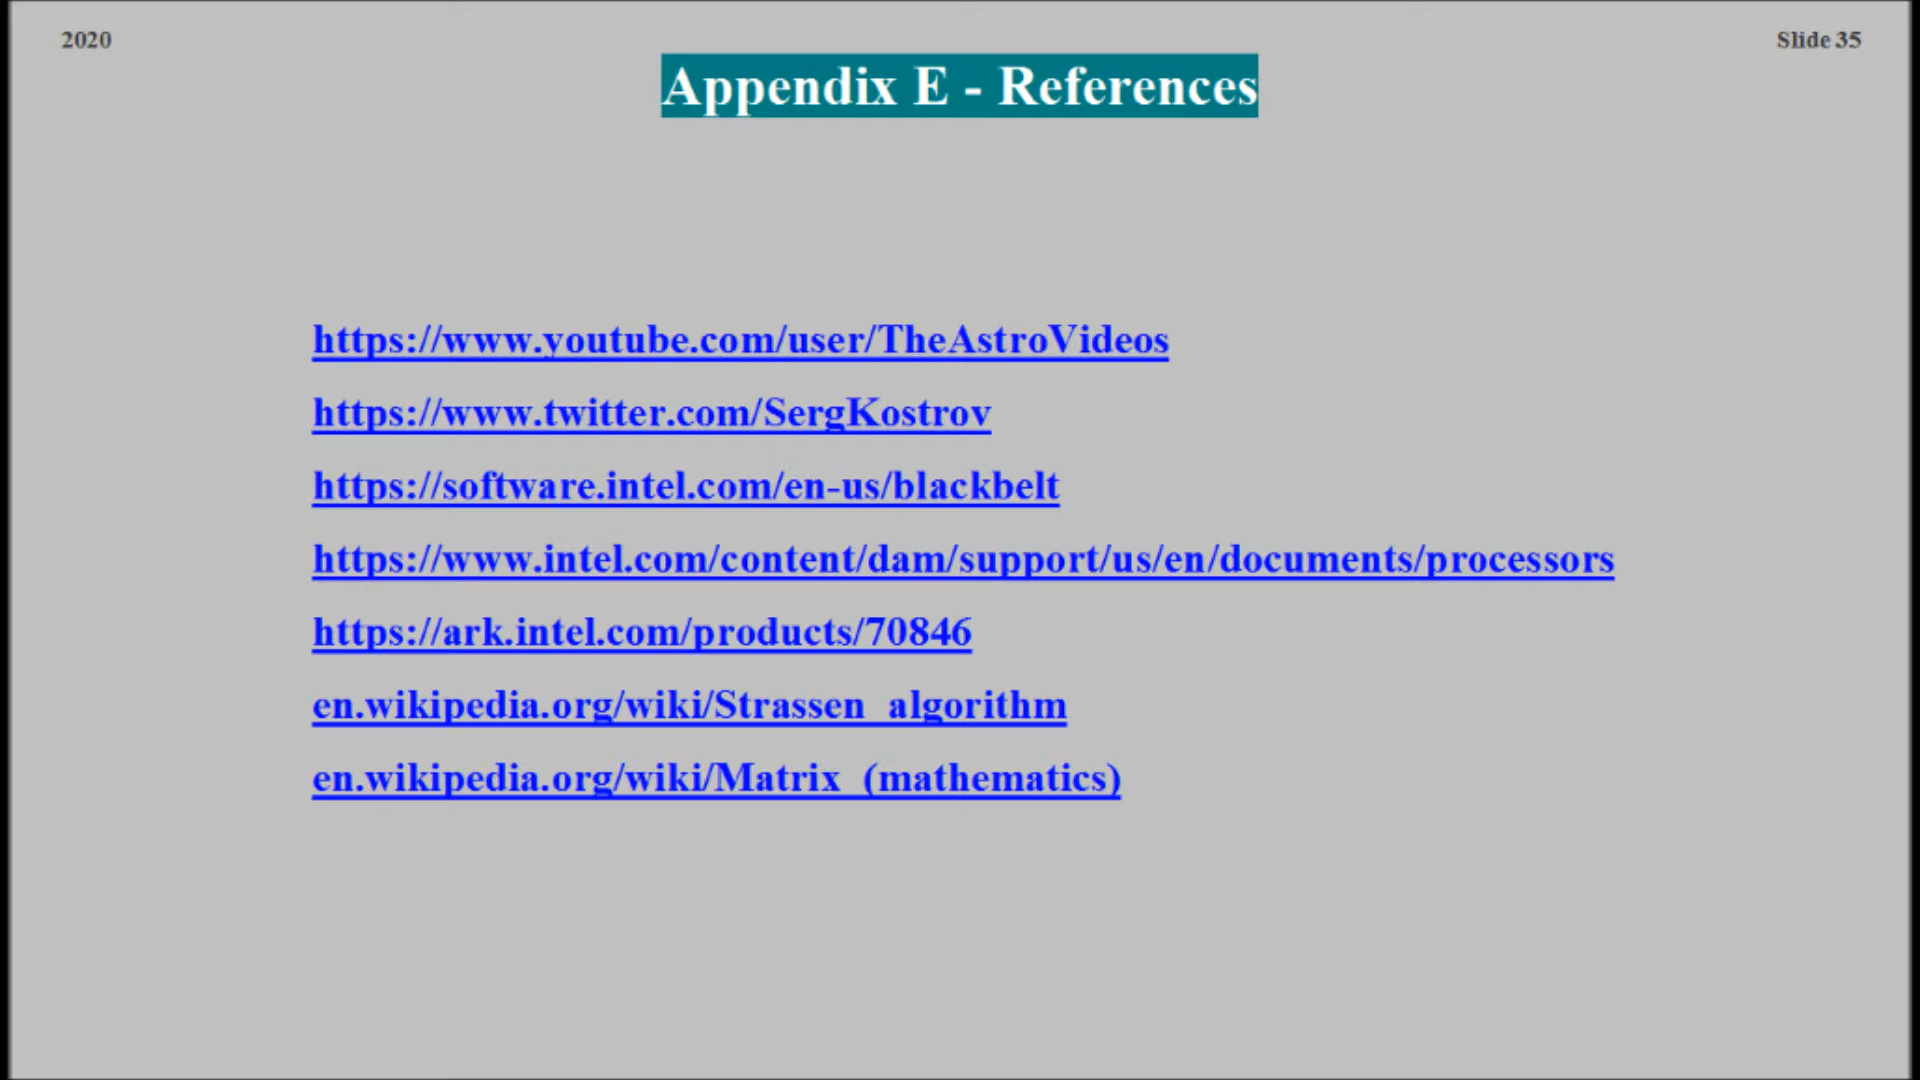 2020
Slide 35
Appendix E - References
https://www.youtube.com/user/TheAstroVideos
https://www.twitter.com/SergKostrov
https://software.intel.com/en-us/blackbelt
https://www.intel.com/content/dam/support/us/en/documents/processors
https://ark.intel.com/products/70846
en.wikipedia.org/wiki/Strassen_algorithm
en.wikipedia.org/wiki/Matrix_(mathematics)